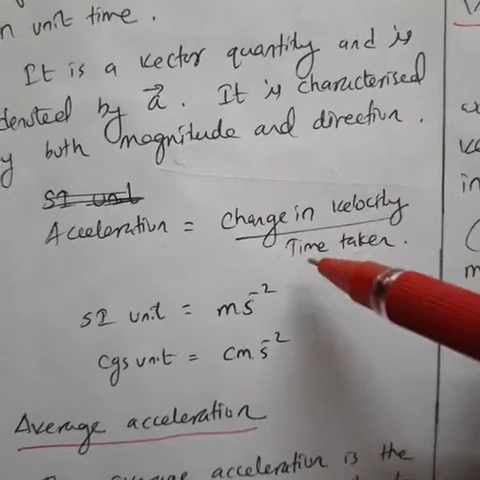 n unit time.
It is a vector quantity and is
denoted by a⃗. It is characterised
y both magnitude and direction.
SI unit
Acceleration = Change in velocity
Time taken.
SI unit = ms⁻²
cgs unit = cms⁻²
Average acceleration
average acceleration is the